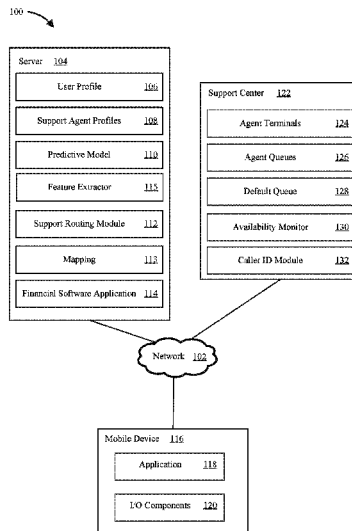 100
Server 104
User Profile 106
Support Agent Profiles 108
Predictive Model 110
Feature Extractor 115
Support Routing Module 112
Mapping 113
Financial Software Application 114
Support Center 122
Agent Terminals 124
Agent Queues 126
Default Queue 128
Availability Monitor 130
Caller ID Module 132
Network 102
Mobile Device 116
Application 118
I/O Components 120